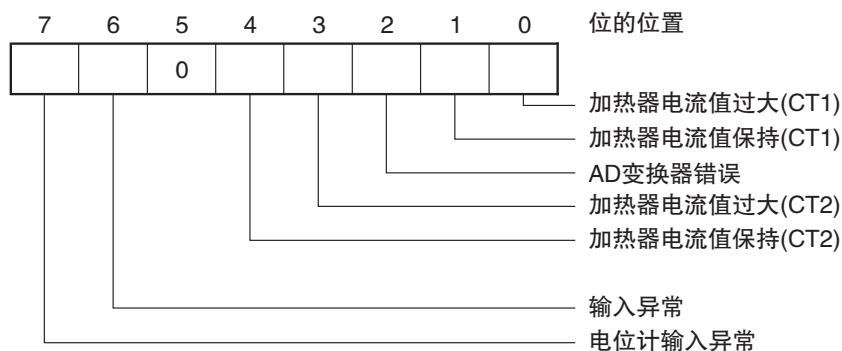 7 6 5 4 3 2 1 0 位的位置
0
加热器电流值过大(CT1)
加热器电流值保持(CT1)
AD变换器错误
加热器电流值过大(CT2)
加热器电流值保持(CT2)
输入异常
电位计输入异常